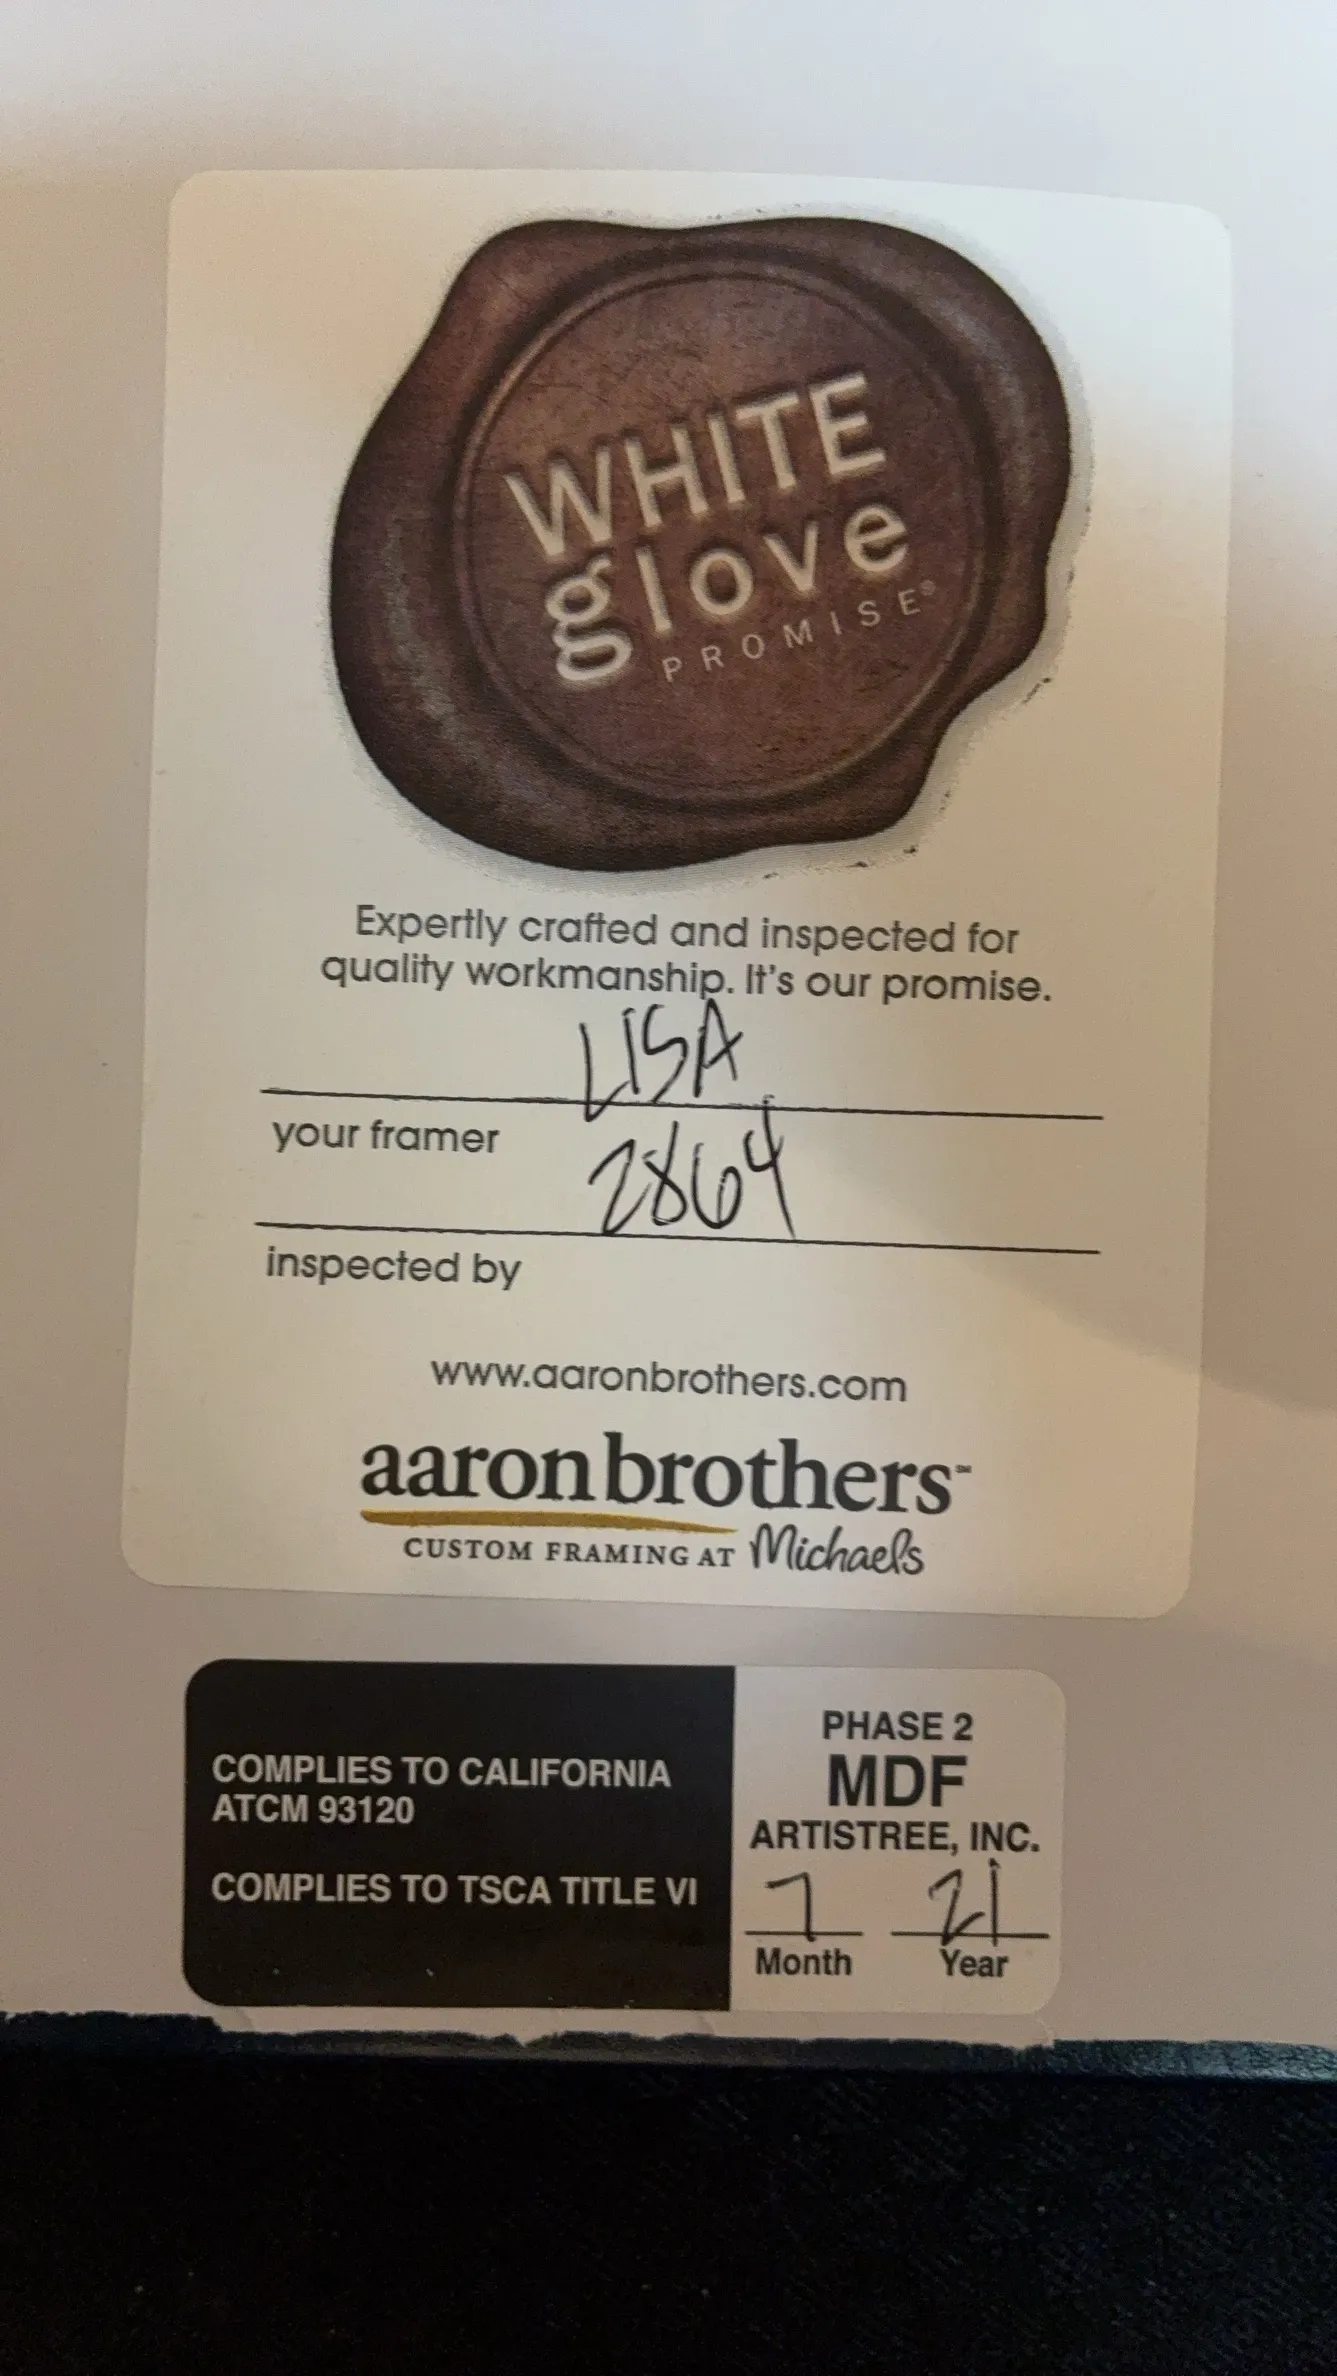 WHITE
glove
PROMISE®
Expertly crafted and inspected for
quality workmanship. It's our promise.
LISA
your framer
2864
inspected by
www.aaronbrothers.com
aaron brothers℠
CUSTOM FRAMING AT Michaels
COMPLIES TO CALIFORNIA
ATCM 93120
COMPLIES TO TSCA TITLE VI
PHASE 2
MDF
ARTISTREE, INC.
7 21
Month Year